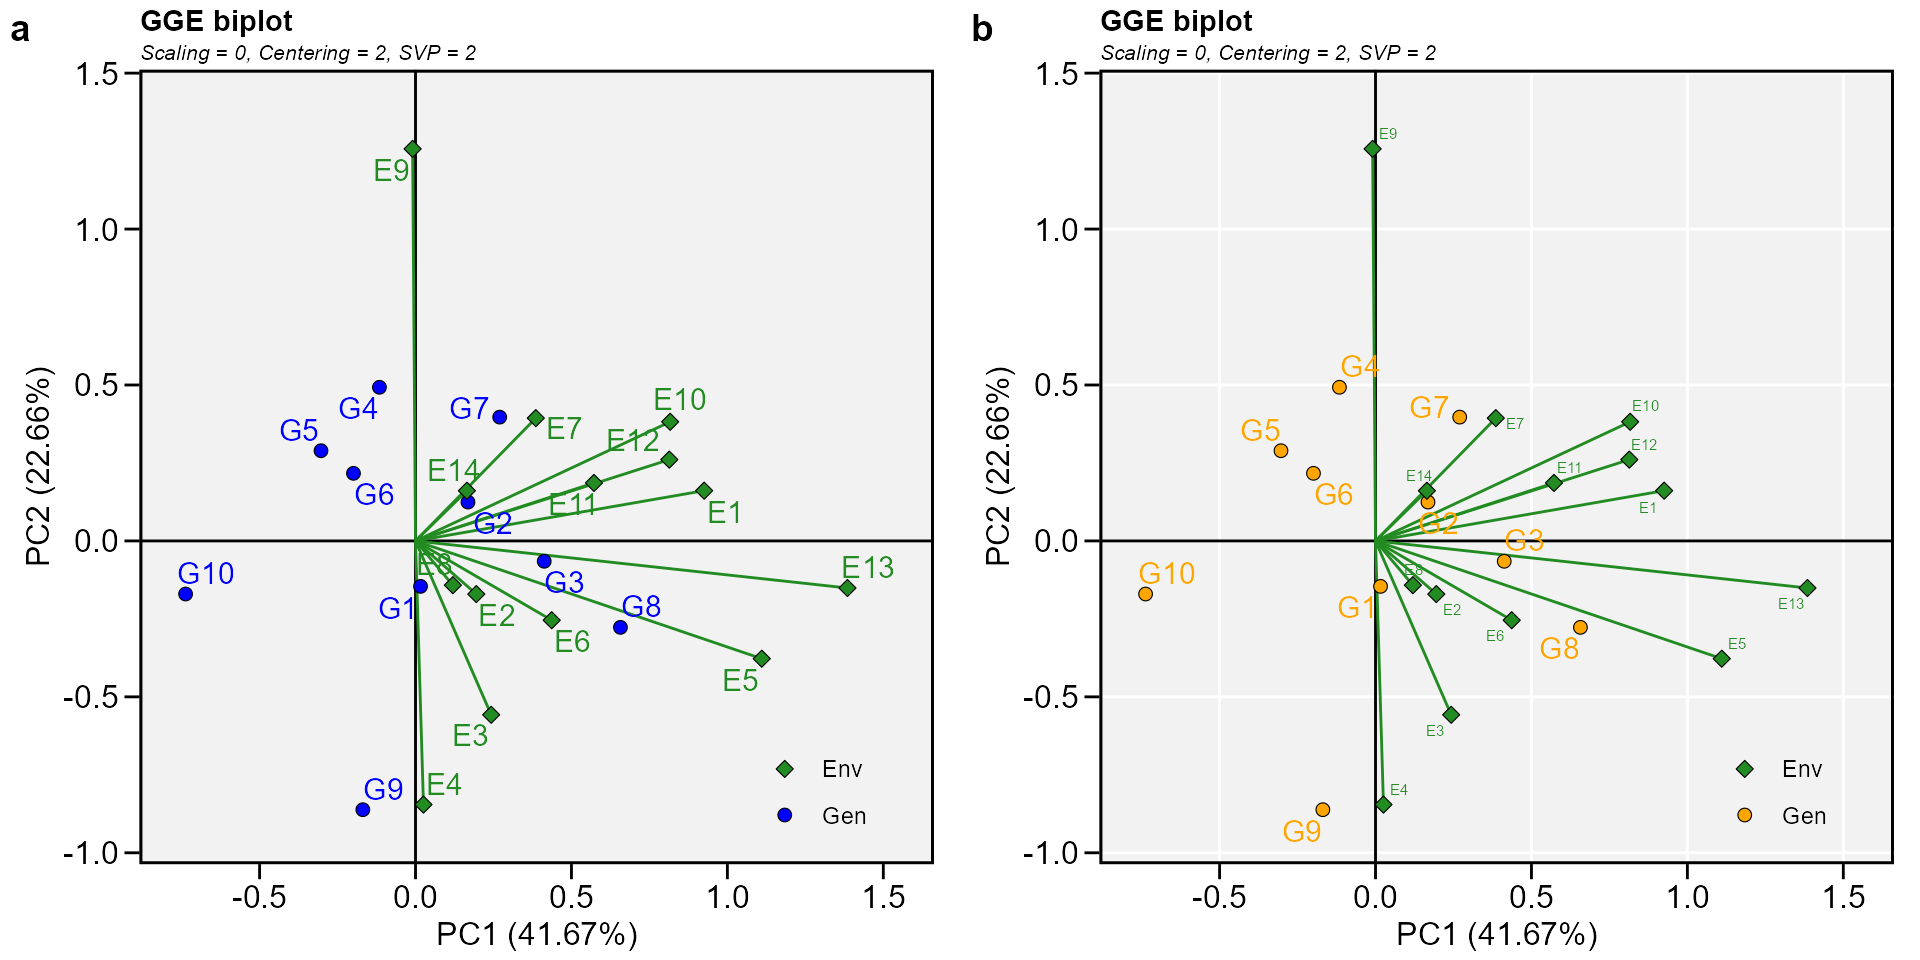 a
GGE biplot
Scaling = 0, Centering = 2, SVP = 2
1.5
1.0
0.5
0.0
-0.5
-1.0
PC2 (22.66%)
E9
G4
G5
G6
G7
E7
E10
E12
E14
E11
G2
E1
G10
E8
G1
E2
G3
E13
G8
E6
E5
E3
G9
E4
Env
Gen
-0.5
0.0
0.5
1.0
1.5
PC1 (41.67%)
b
GGE biplot
Scaling = 0, Centering = 2, SVP = 2
1.5
1.0
0.5
0.0
-0.5
-1.0
PC2 (22.66%)
E9
G4
G5
G6
G7
E7
E10
E12
E14
E11
G2
E1
G10
G3
E8
G1
E2
E13
E6
G8
E5
E3
E4
G9
Env
Gen
-0.5
0.0
0.5
1.0
1.5
PC1 (41.67%)